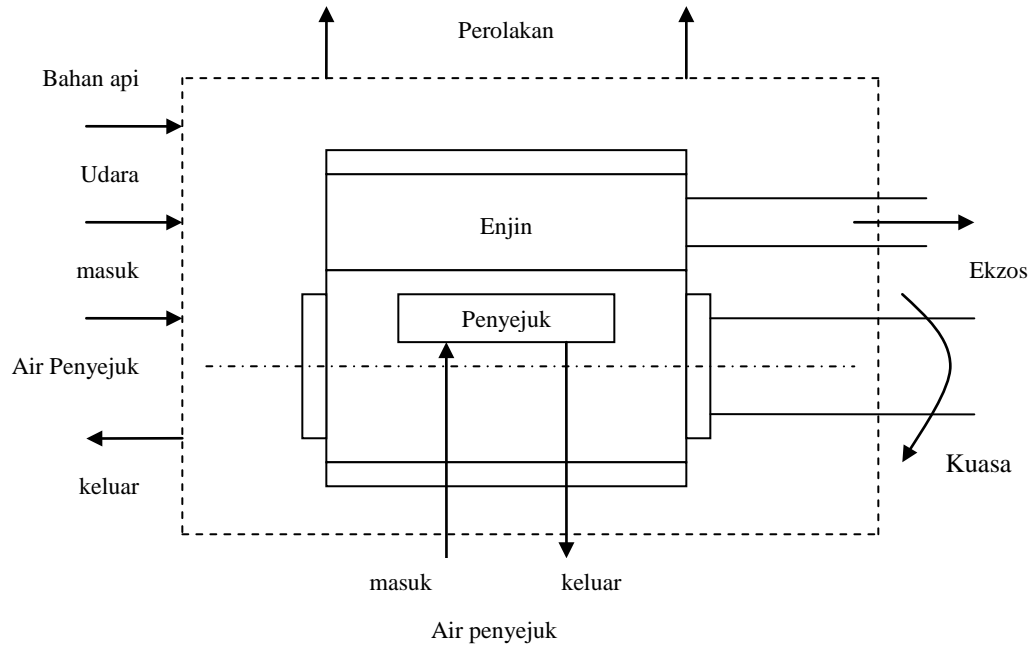 Perolakan
Bahan api
Udara
Enjin
masuk
Ekzos
Penyejuk
Air Penyejuk
Kuasa
keluar
masuk
keluar
Air penyejuk